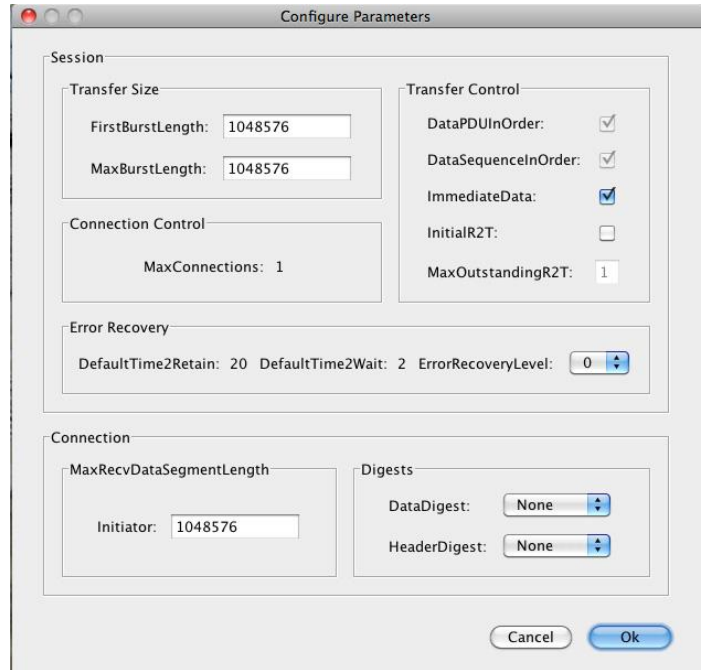 Configure Parameters
Session
Transfer Size
FirstBurstLength: 1048576
MaxBurstLength: 1048576
Transfer Control
DataPDUInOrder:
DataSequenceInOrder:
ImmediateData:
InitialR2T:
MaxOutstandingR2T: 1
Connection Control
MaxConnections: 1
Error Recovery
DefaultTime2Retain: 20 DefaultTime2Wait: 2 ErrorRecoveryLevel: 0
Connection
MaxRecvDataSegmentLength
Initiator: 1048576
Digests
DataDigest: None
HeaderDigest: None
Cancel Ok